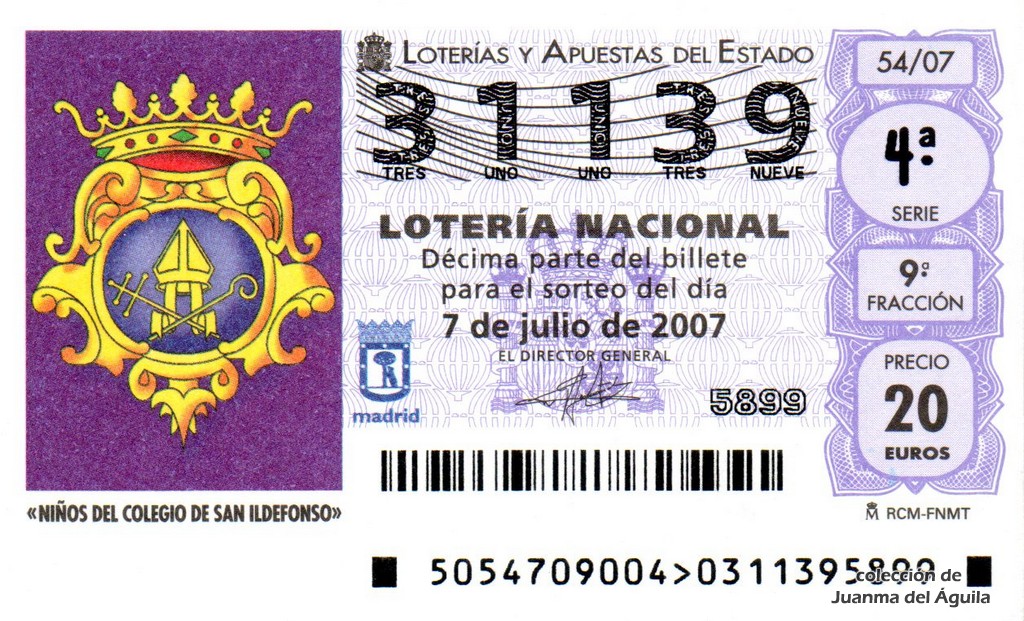 LOTERÍAS Y APUESTAS DEL ESTADO
31139
TRES UNO UNO TRES NUEVE
LOTERÍA NACIONAL
Décima parte del billete
para el sorteo del día
7 de julio de 2007
EL DIRECTOR GENERAL
madrid
5899
54/07
4ª
SERIE
9ª
FRACCIÓN
PRECIO
20
EUROS
«NIÑOS DEL COLEGIO DE SAN ILDEFONSO»
M RCM-FNMT
5054709004>0311395899
colección de
Juanma del Águila